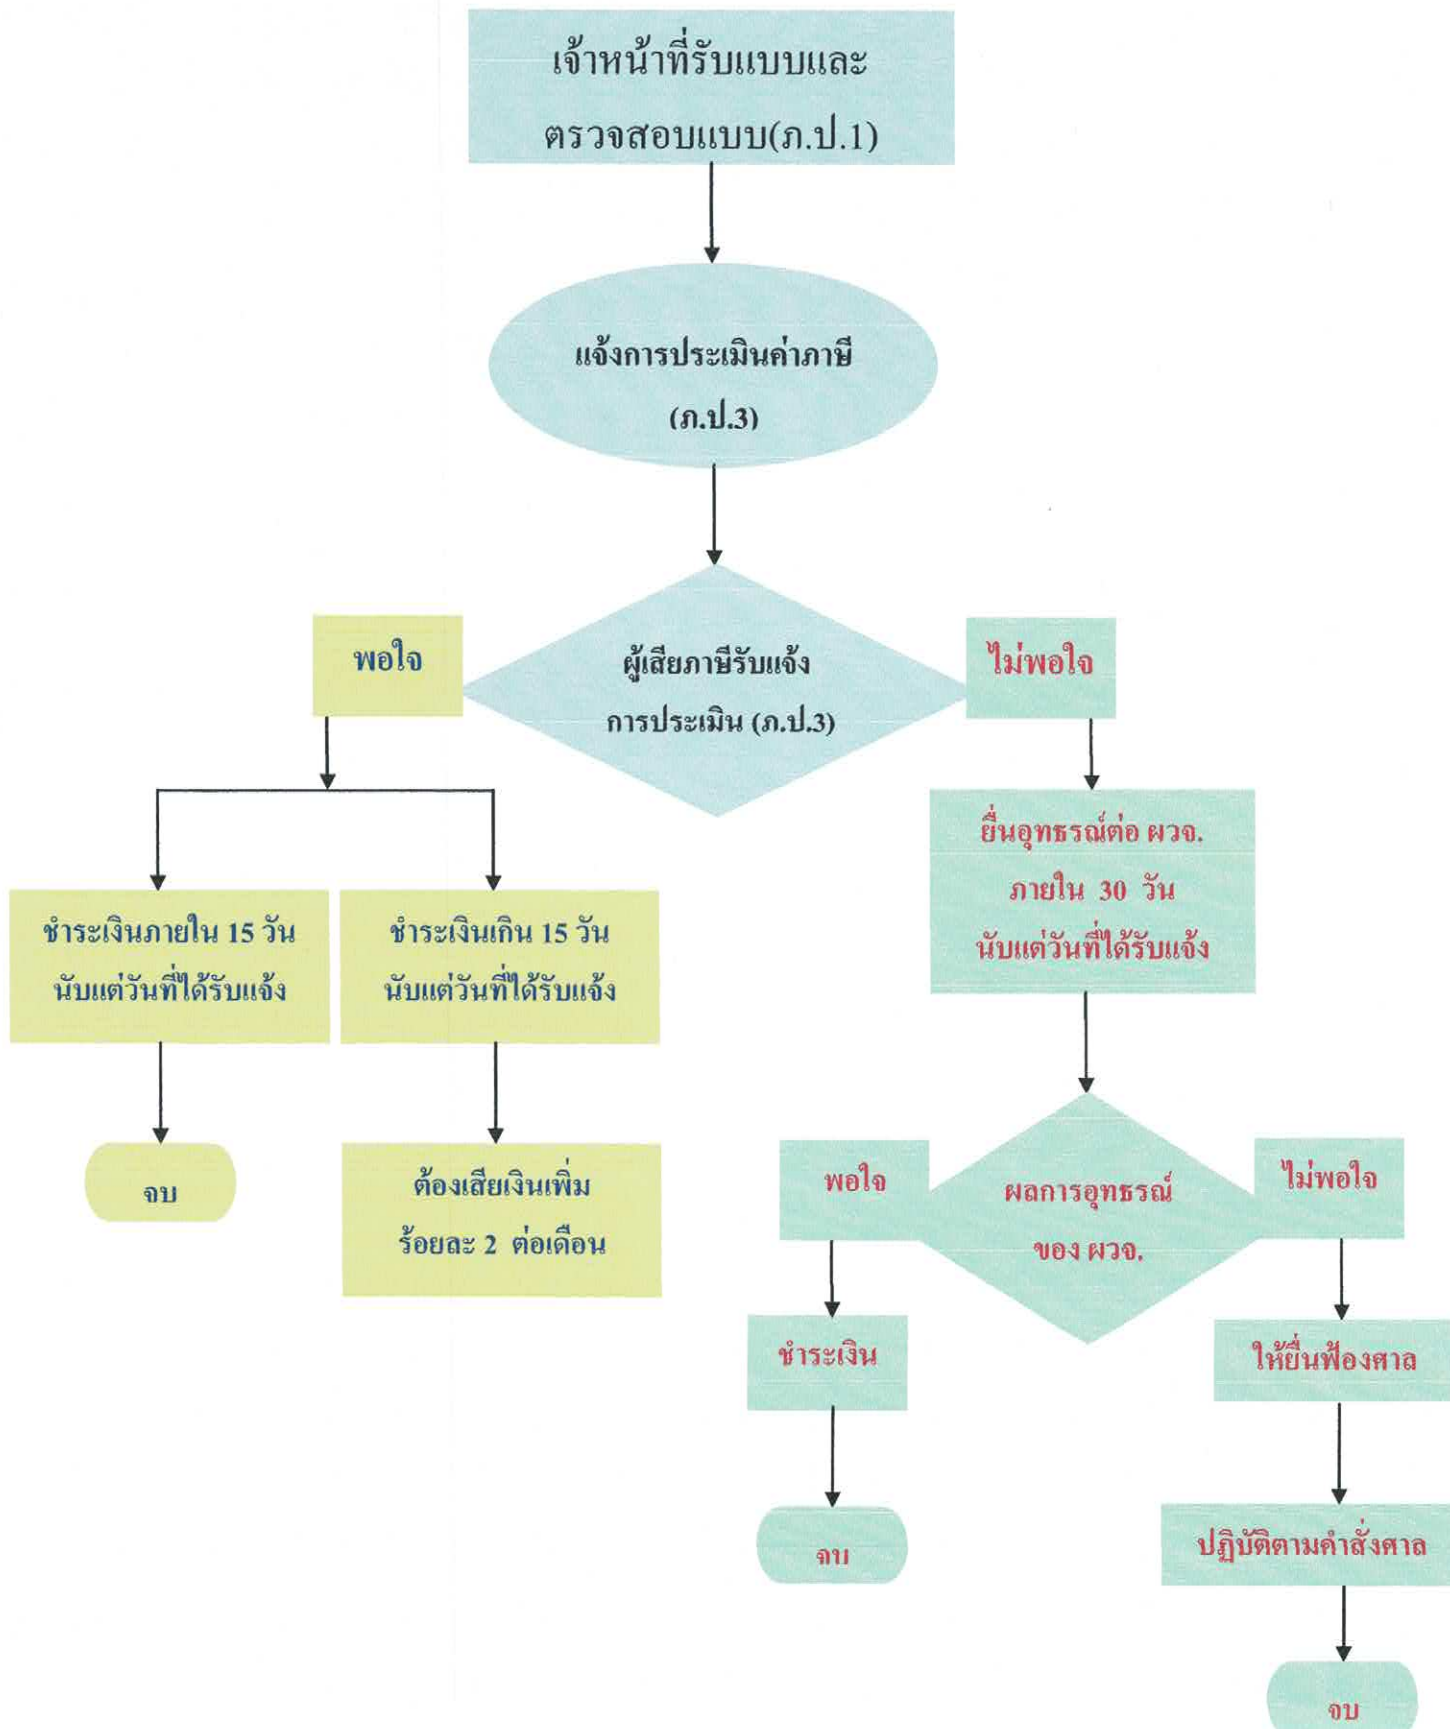 เจ้าหน้าที่รับแบบและ
ตรวจสอบแบบ(ภ.ป.1)
แจ้งการประเมินค่าภาษี
(ภ.ป.3)
พอใจ
ผู้เสียภาษีรับแจ้ง
การประเมิน (ภ.ป.3)
ไม่พอใจ
ชำระเงินภายใน 15 วัน
นับแต่วันที่ได้รับแจ้ง
ชำระเงินเกิน 15 วัน
นับแต่วันที่ได้รับแจ้ง
ยื่นอุทธรณ์ต่อ ผวจ.
ภายใน 30 วัน
นับแต่วันที่ได้รับแจ้ง
จบ
ต้องเสียเงินเพิ่ม
ร้อยละ 2 ต่อเดือน
พอใจ
ผลการอุทธรณ์
ของ ผวจ.
ไม่พอใจ
ชำระเงิน
ให้ยื่นฟ้องศาล
จบ
ปฏิบัติตามคำสั่งศาล
จบ